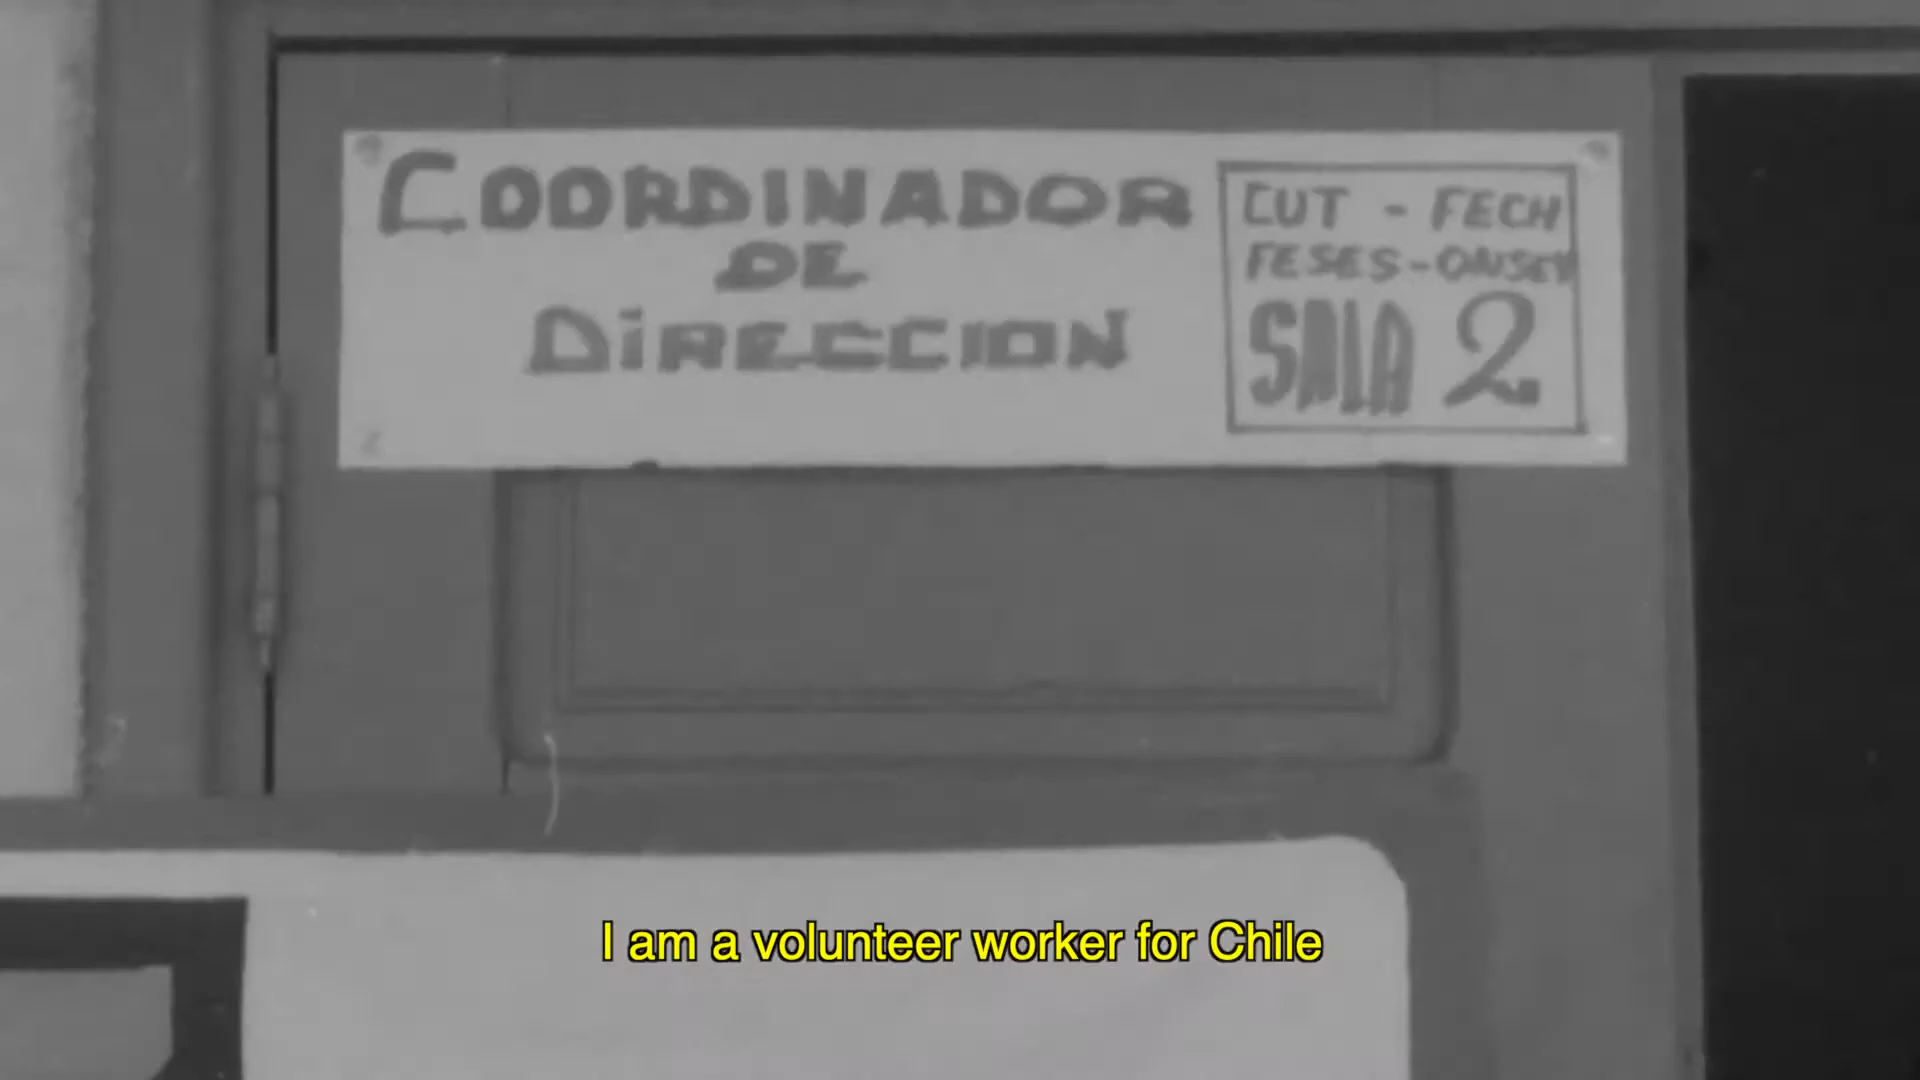 COORDINADOR
DE
DiRECCION
CUT - FECH
FESES - ONSEV
SALA 2
I am a volunteer worker for Chile